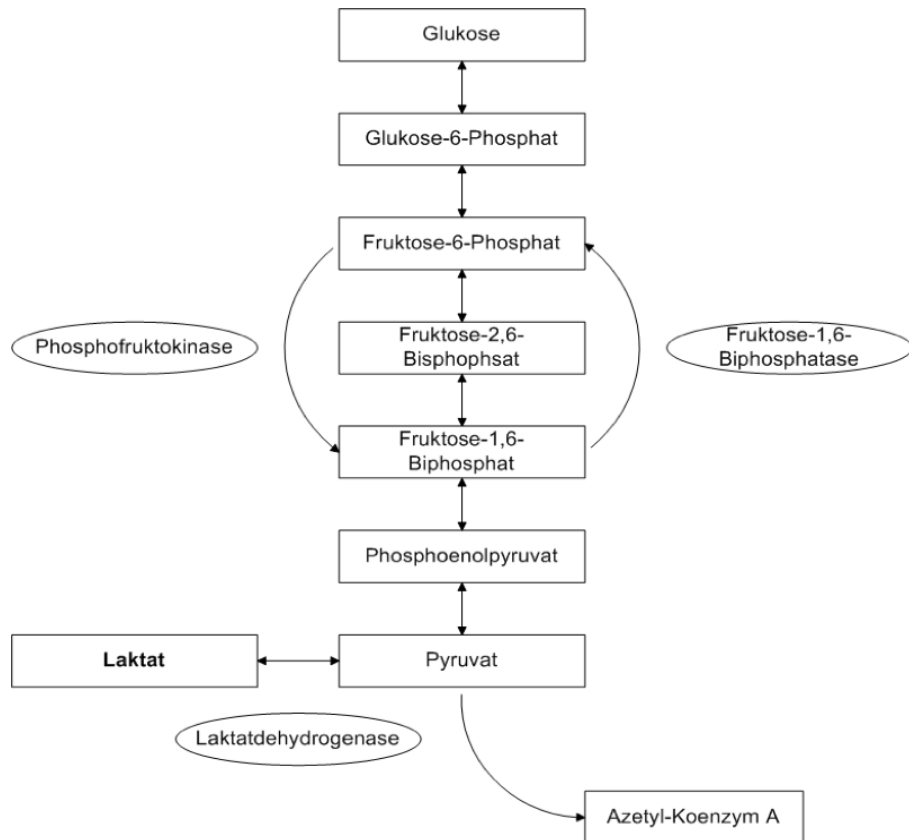 Glukose
Glukose-6-Phosphat
Fruktose-6-Phosphat
Phosphofruktokinase
Fruktose-2,6-
Bisphophsat
Fruktose-1,6-
Biphosphatase
Fruktose-1,6-
Biphosphat
Phosphoenolpyruvat
Laktat
Pyruvat
Laktatdehydrogenase
Azetyl-Koenzym A